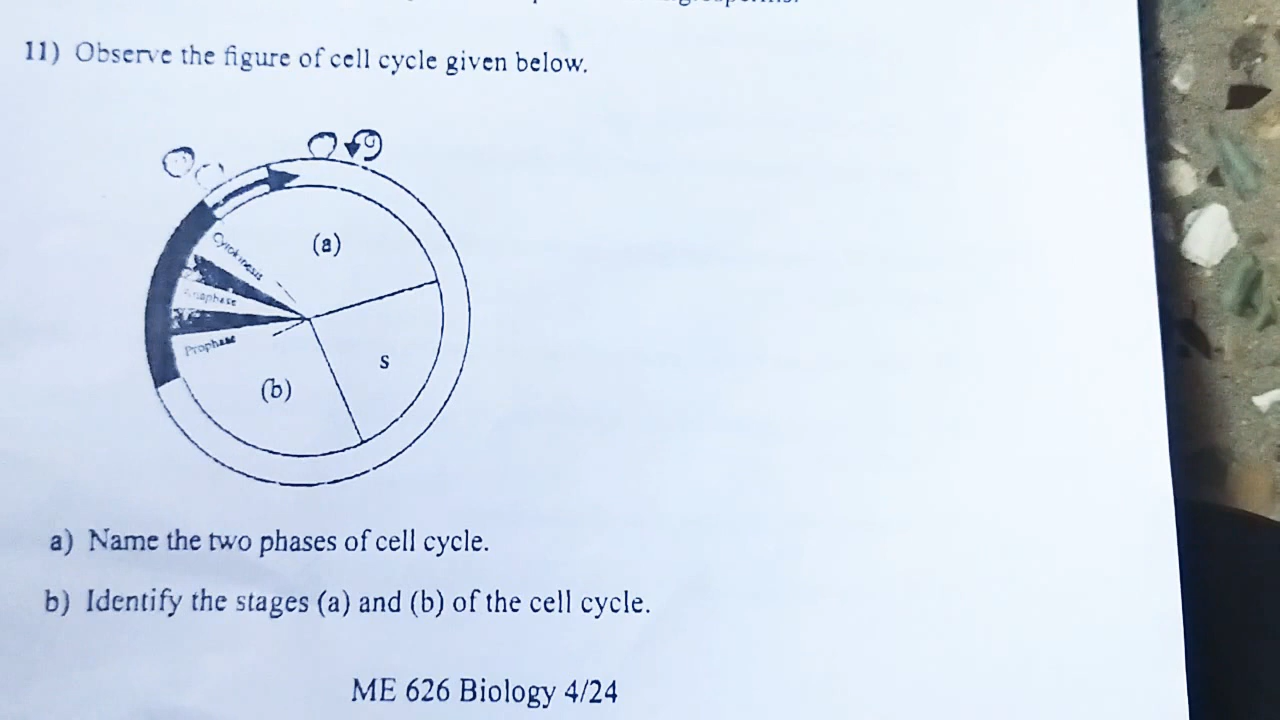 11) Observe the figure of cell cycle given below.
(a)
Cytokinesis
Anaphase
Prophase
S
(b)
a) Name the two phases of cell cycle.
b) Identify the stages (a) and (b) of the cell cycle.
ME 626 Biology 4/24